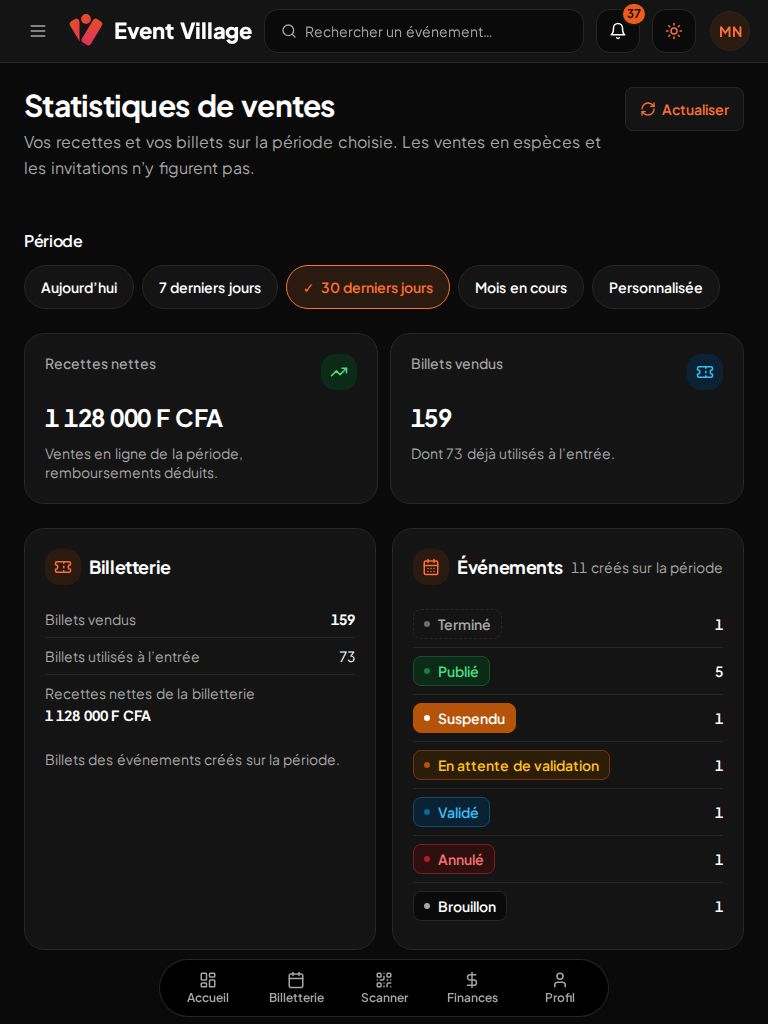 Event Village
Rechercher un événement…
37
MN
Statistiques de ventes
Actualiser
Vos recettes et vos billets sur la période choisie. Les ventes en espèces et
les invitations n’y figurent pas.
Période
Aujourd’hui
7 derniers jours
✓ 30 derniers jours
Mois en cours
Personnalisée
Recettes nettes
1 128 000 F CFA
Ventes en ligne de la période,
remboursements déduits.
Billets vendus
159
Dont 73 déjà utilisés à l’entrée.
Billetterie
Billets vendus 159
Billets utilisés à l’entrée 73
Recettes nettes de la billetterie
1 128 000 F CFA
Billets des événements créés sur la période.
Événements 11 créés sur la période
Terminé 1
Publié 5
Suspendu 1
En attente de validation 1
Validé 1
Annulé 1
Brouillon 1
Accueil
Billetterie
Scanner
Finances
Profil